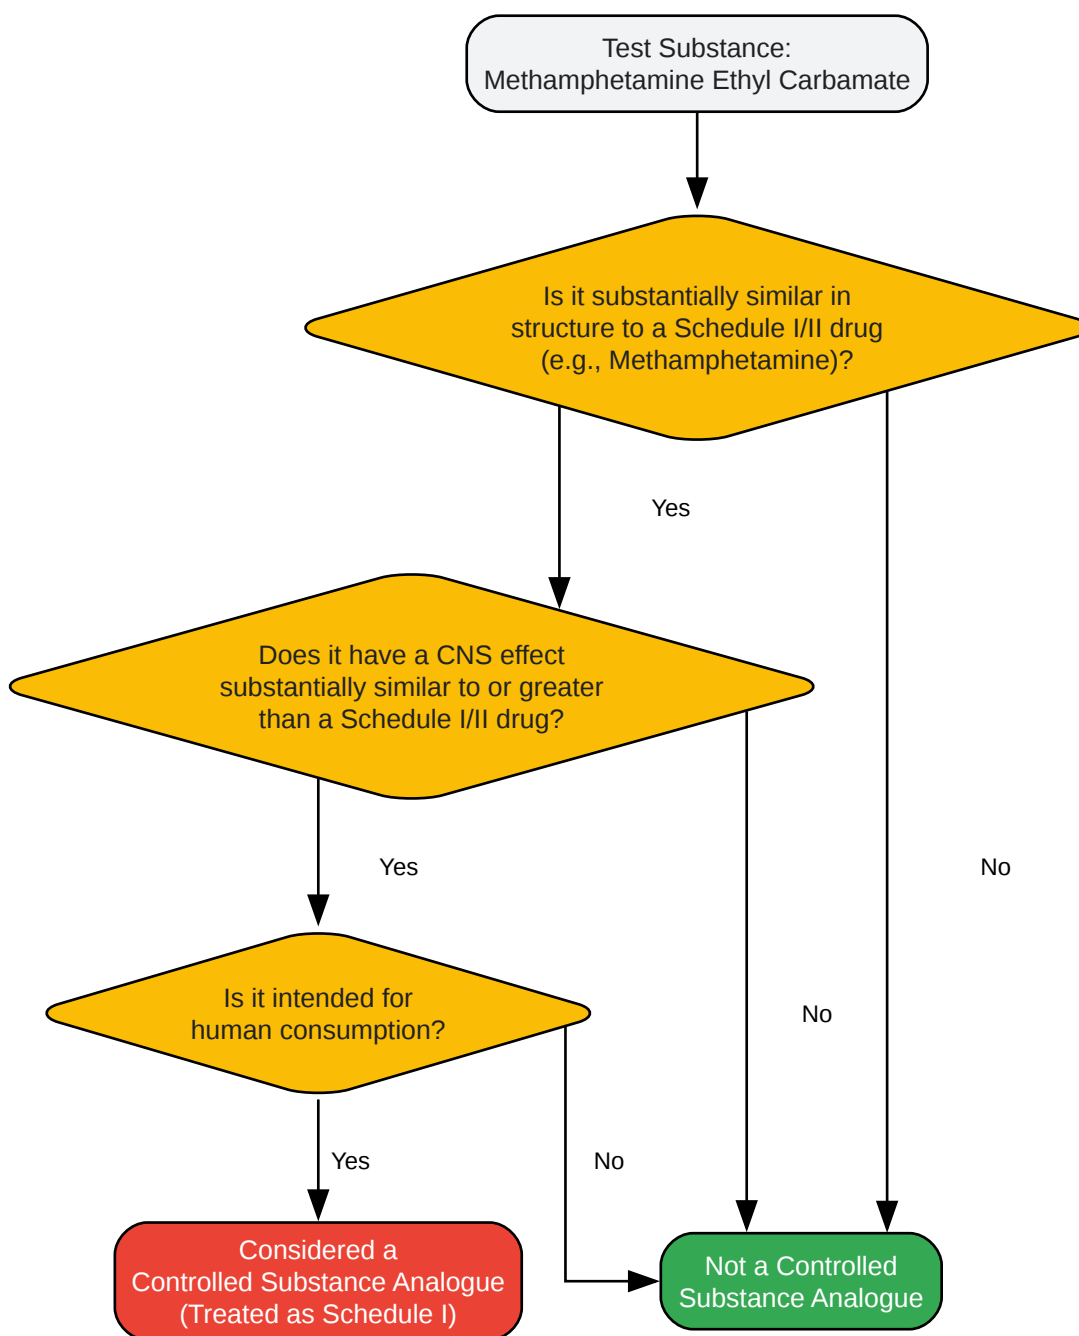 Test Substance:
Methamphetamine Ethyl Carbamate
Is it substantially similar in
structure to a Schedule I/II drug
(e.g., Methamphetamine)?
Yes
Does it have a CNS effect
substantially similar to or greater
than a Schedule I/II drug?
Yes
No
Is it intended for
human consumption?
No
Yes
No
Considered a
Controlled Substance Analogue
(Treated as Schedule I)
Not a Controlled
Substance Analogue